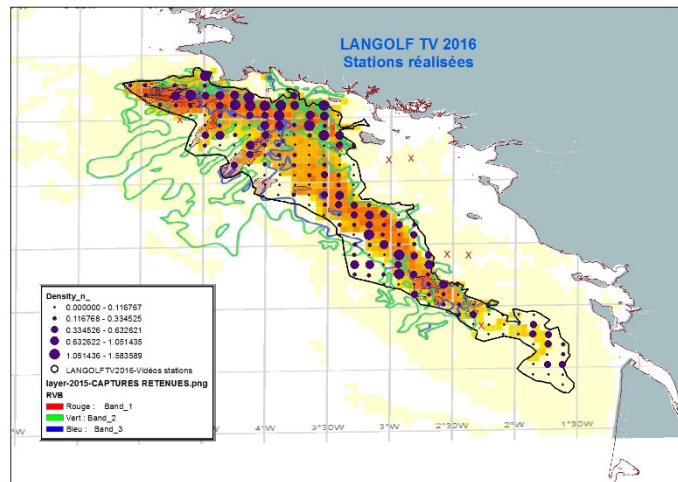 LANGOLF TV 2016
Stations réalisées
Density_n_
0.000000 - 0.116767
0.116768 - 0.334525
0.334526 - 0.632621
0.632622 - 1.051435
1.051436 - 1.583589
LANGOLFTV2016-Vidéos stations
layer-2015-CAPTURES RETENUES.png
RVB
Rouge : Band_1
Vert : Band_2
Bleu : Band_3
4°W
3°30'W
3°W
2°30'W
2°W
1°30'W